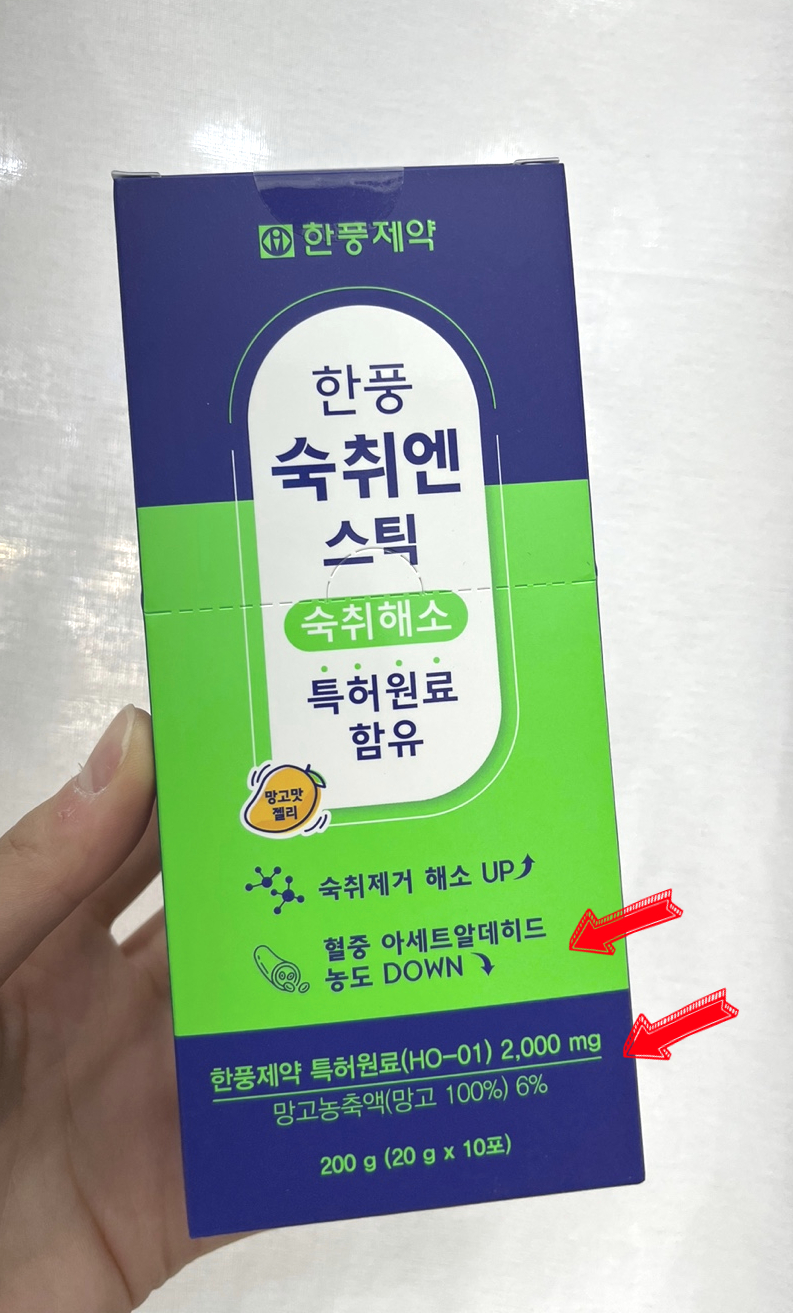 한풍제약
한풍
숙취엔
스틱
숙취해소
특허원료
함유
망고맛
젤리
숙취제거 해소 UP
혈중 아세트알데히드
농도 DOWN
한풍제약 특허원료(HO-01) 2,000 mg
망고농축액(망고 100%) 6%
200 g (20 g x 10포)